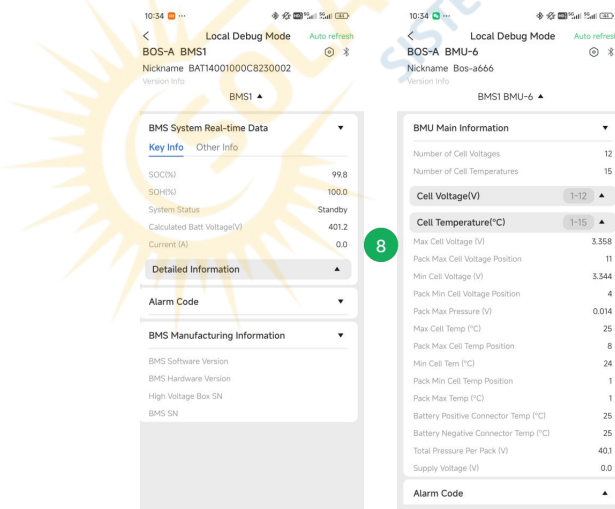 10:34 ...
Local Debug Mode
Auto refresh
BOS-A BMS1
Nickname BAT14001000C8230002
Version Info
BMS1 ▲
BMS System Real-time Data ▼
Key Info Other Info
SOC(%) 99.8
SOH(%) 100.0
System Status Standby
Calculated Batt Voltage(V) 401.2
Current (A) 0.0
Detailed Information ▲
Alarm Code ▼
BMS Manufacturing Information ▼
BMS Software Version
BMS Hardware Version
High Voltage Box SN
BMS SN
8
10:34 ...
Local Debug Mode
Auto refresh
BOS-A BMU-6
Nickname Bos-a666
Version Info
BMS1 BMU-6 ▲
BMU Main Information ▼
Number of Cell Voltages 12
Number of Cell Temperatures 15
Cell Voltage(V) 1-12 ▲
Cell Temperature(°C) 1-15 ▲
Max Cell Voltage (V) 3.358
Pack Max Cell Voltage Position 11
Min Cell Voltage (V) 3.344
Pack Min Cell Voltage Position 4
Pack Max Pressure (V) 0.014
Max Cell Temp (°C) 25
Pack Max Cell Temp Position 8
Min Cell Tem (°C) 24
Pack Min Cell Temp Position 1
Pack Max Temp (°C) 1
Battery Positive Connector Temp (°C) 25
Battery Negative Connector Temp (°C) 25
Total Pressure Per Pack (V) 40.1
Supply Voltage (V) 0.0
Alarm Code ▲